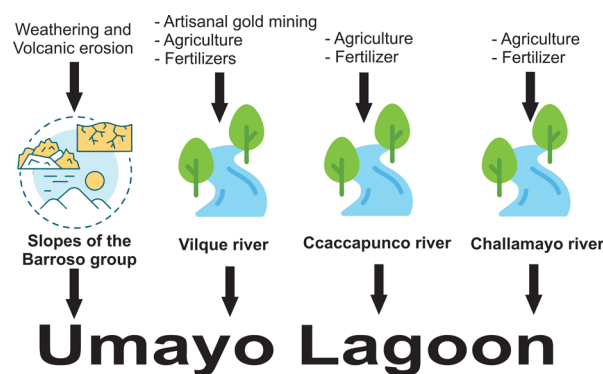 Weathering and
Volcanic erosion
- Artisanal gold mining
- Agriculture
- Fertilizers
- Agriculture
- Fertilizer
- Agriculture
- Fertilizer
Slopes of the
Barroso group
Vilque river
Ccaccapunco river
Challamayo river
Umayo Lagoon